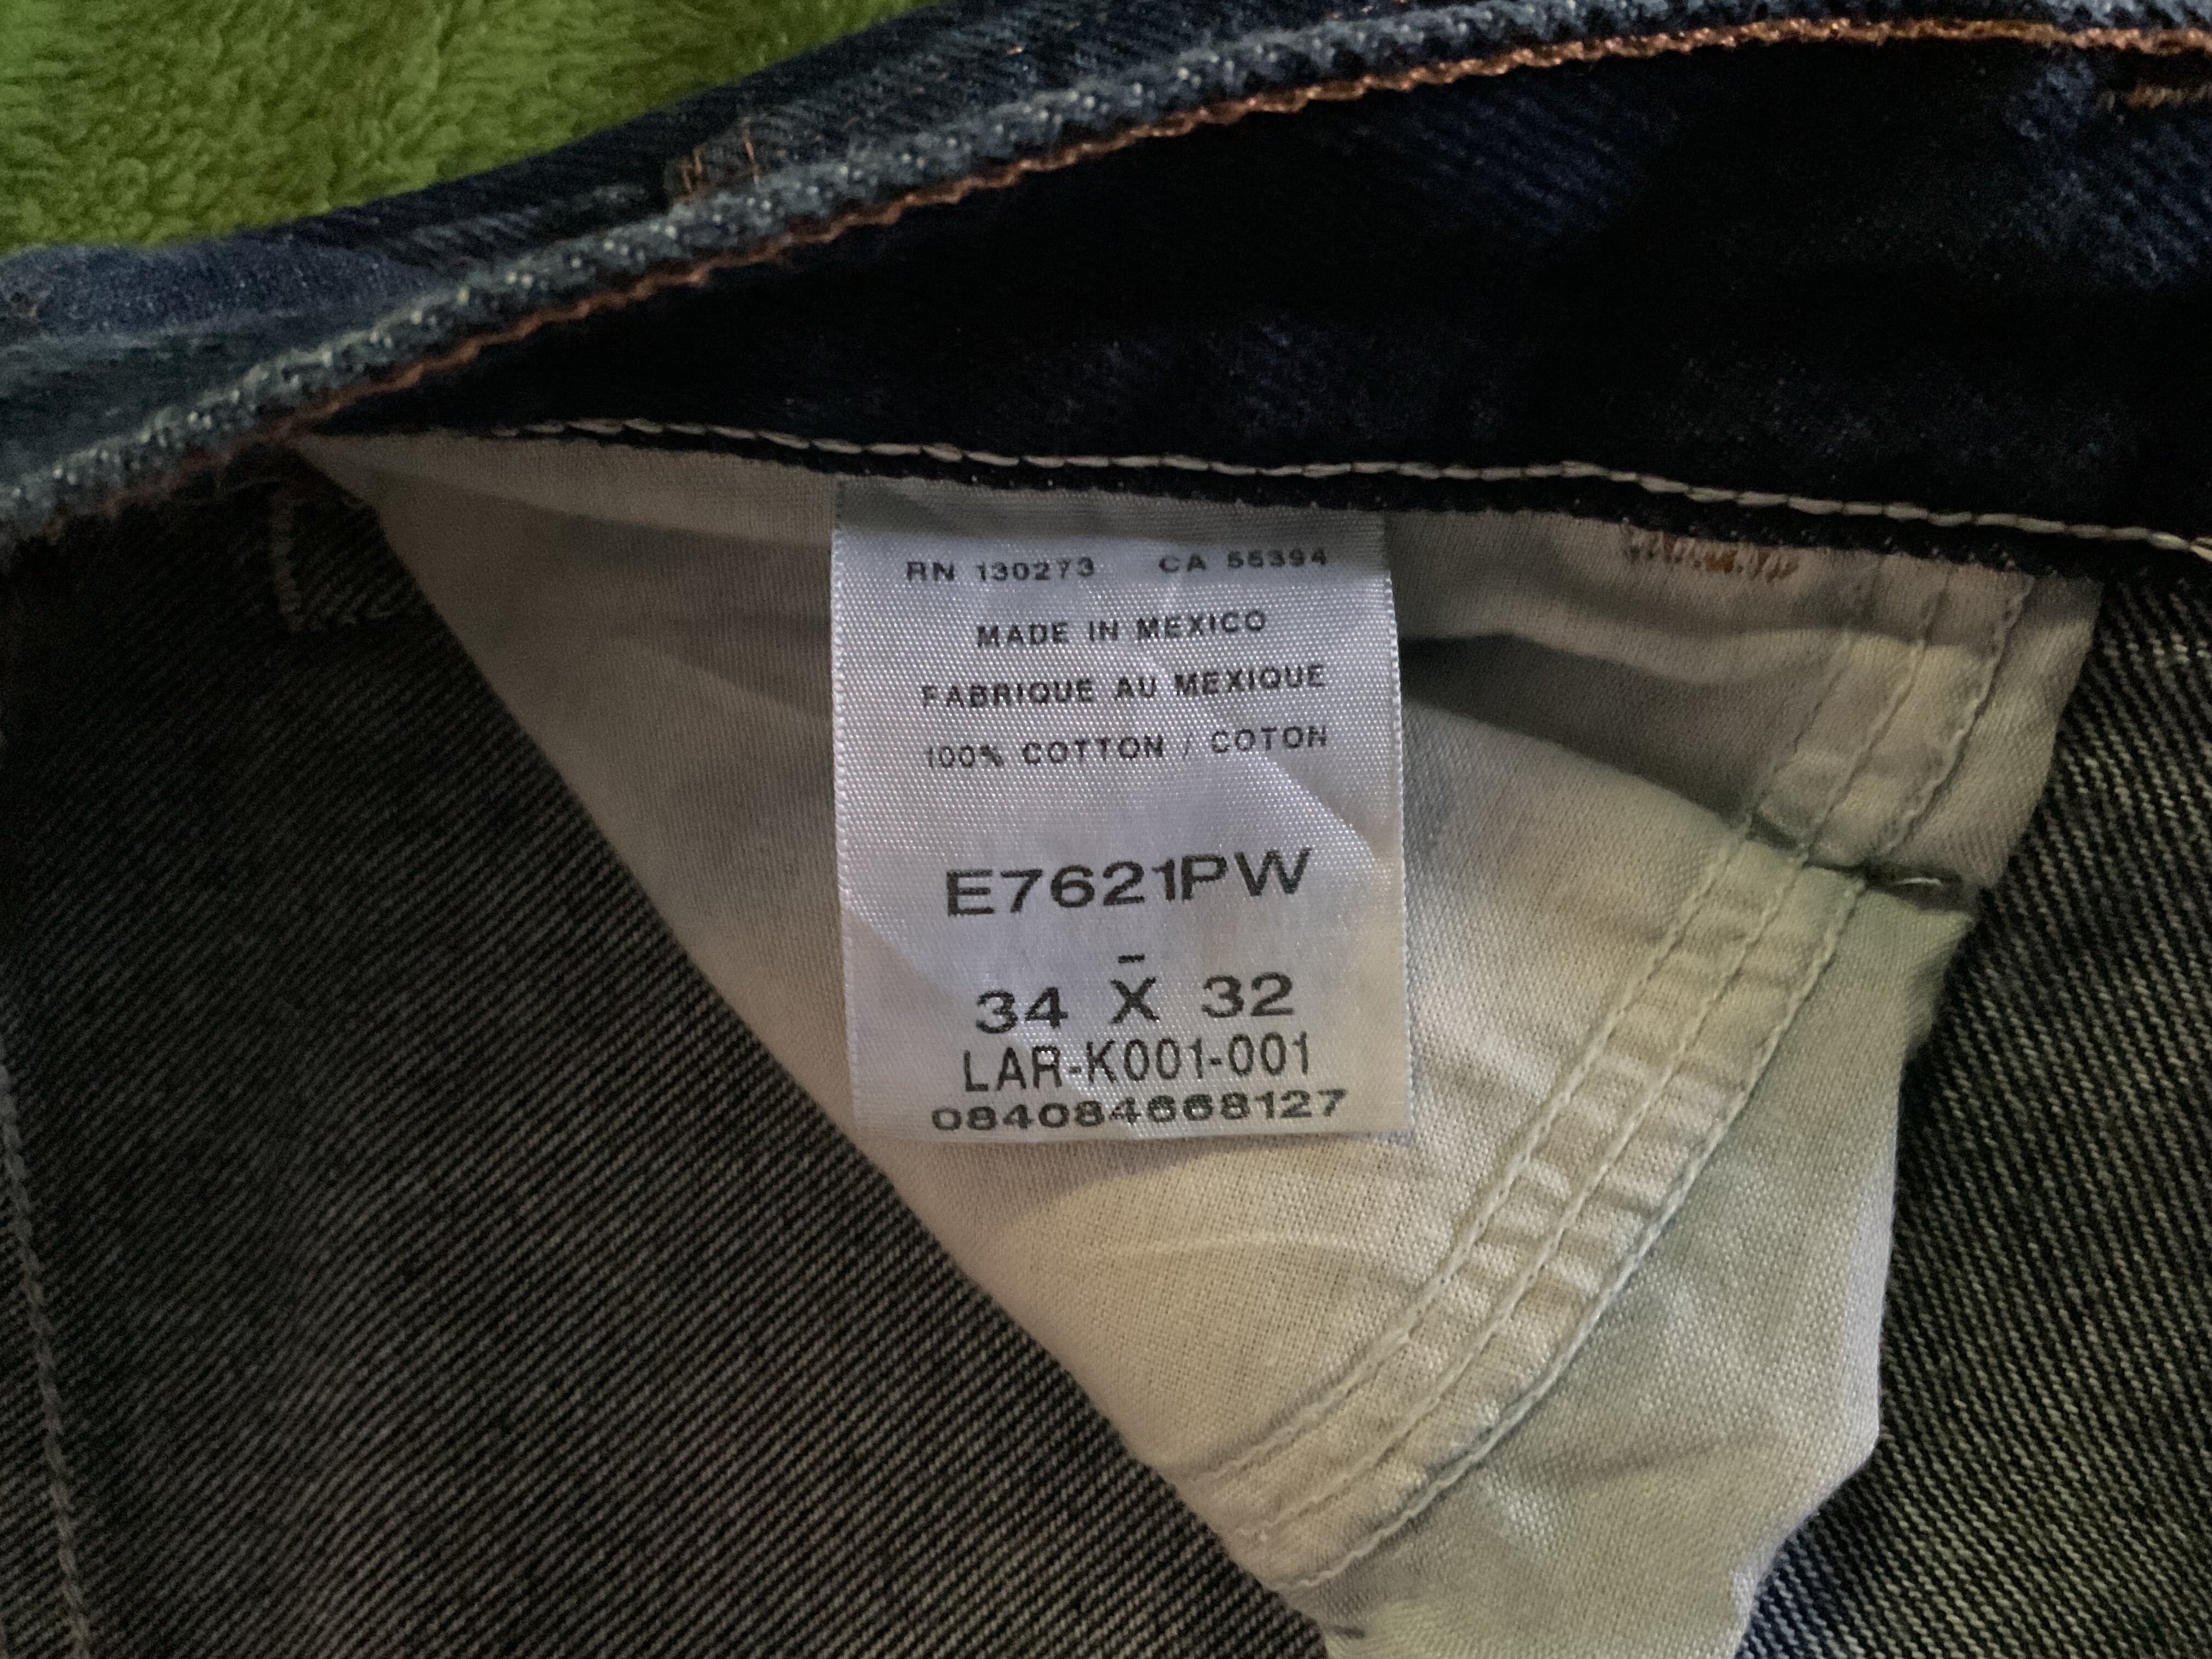 RN 130273 CA 55394
MADE IN MEXICO
FABRIQUE AU MEXIQUE
100% COTTON / COTON
E7621PW
-
34 X 32
LAR-K001-001
084084668127